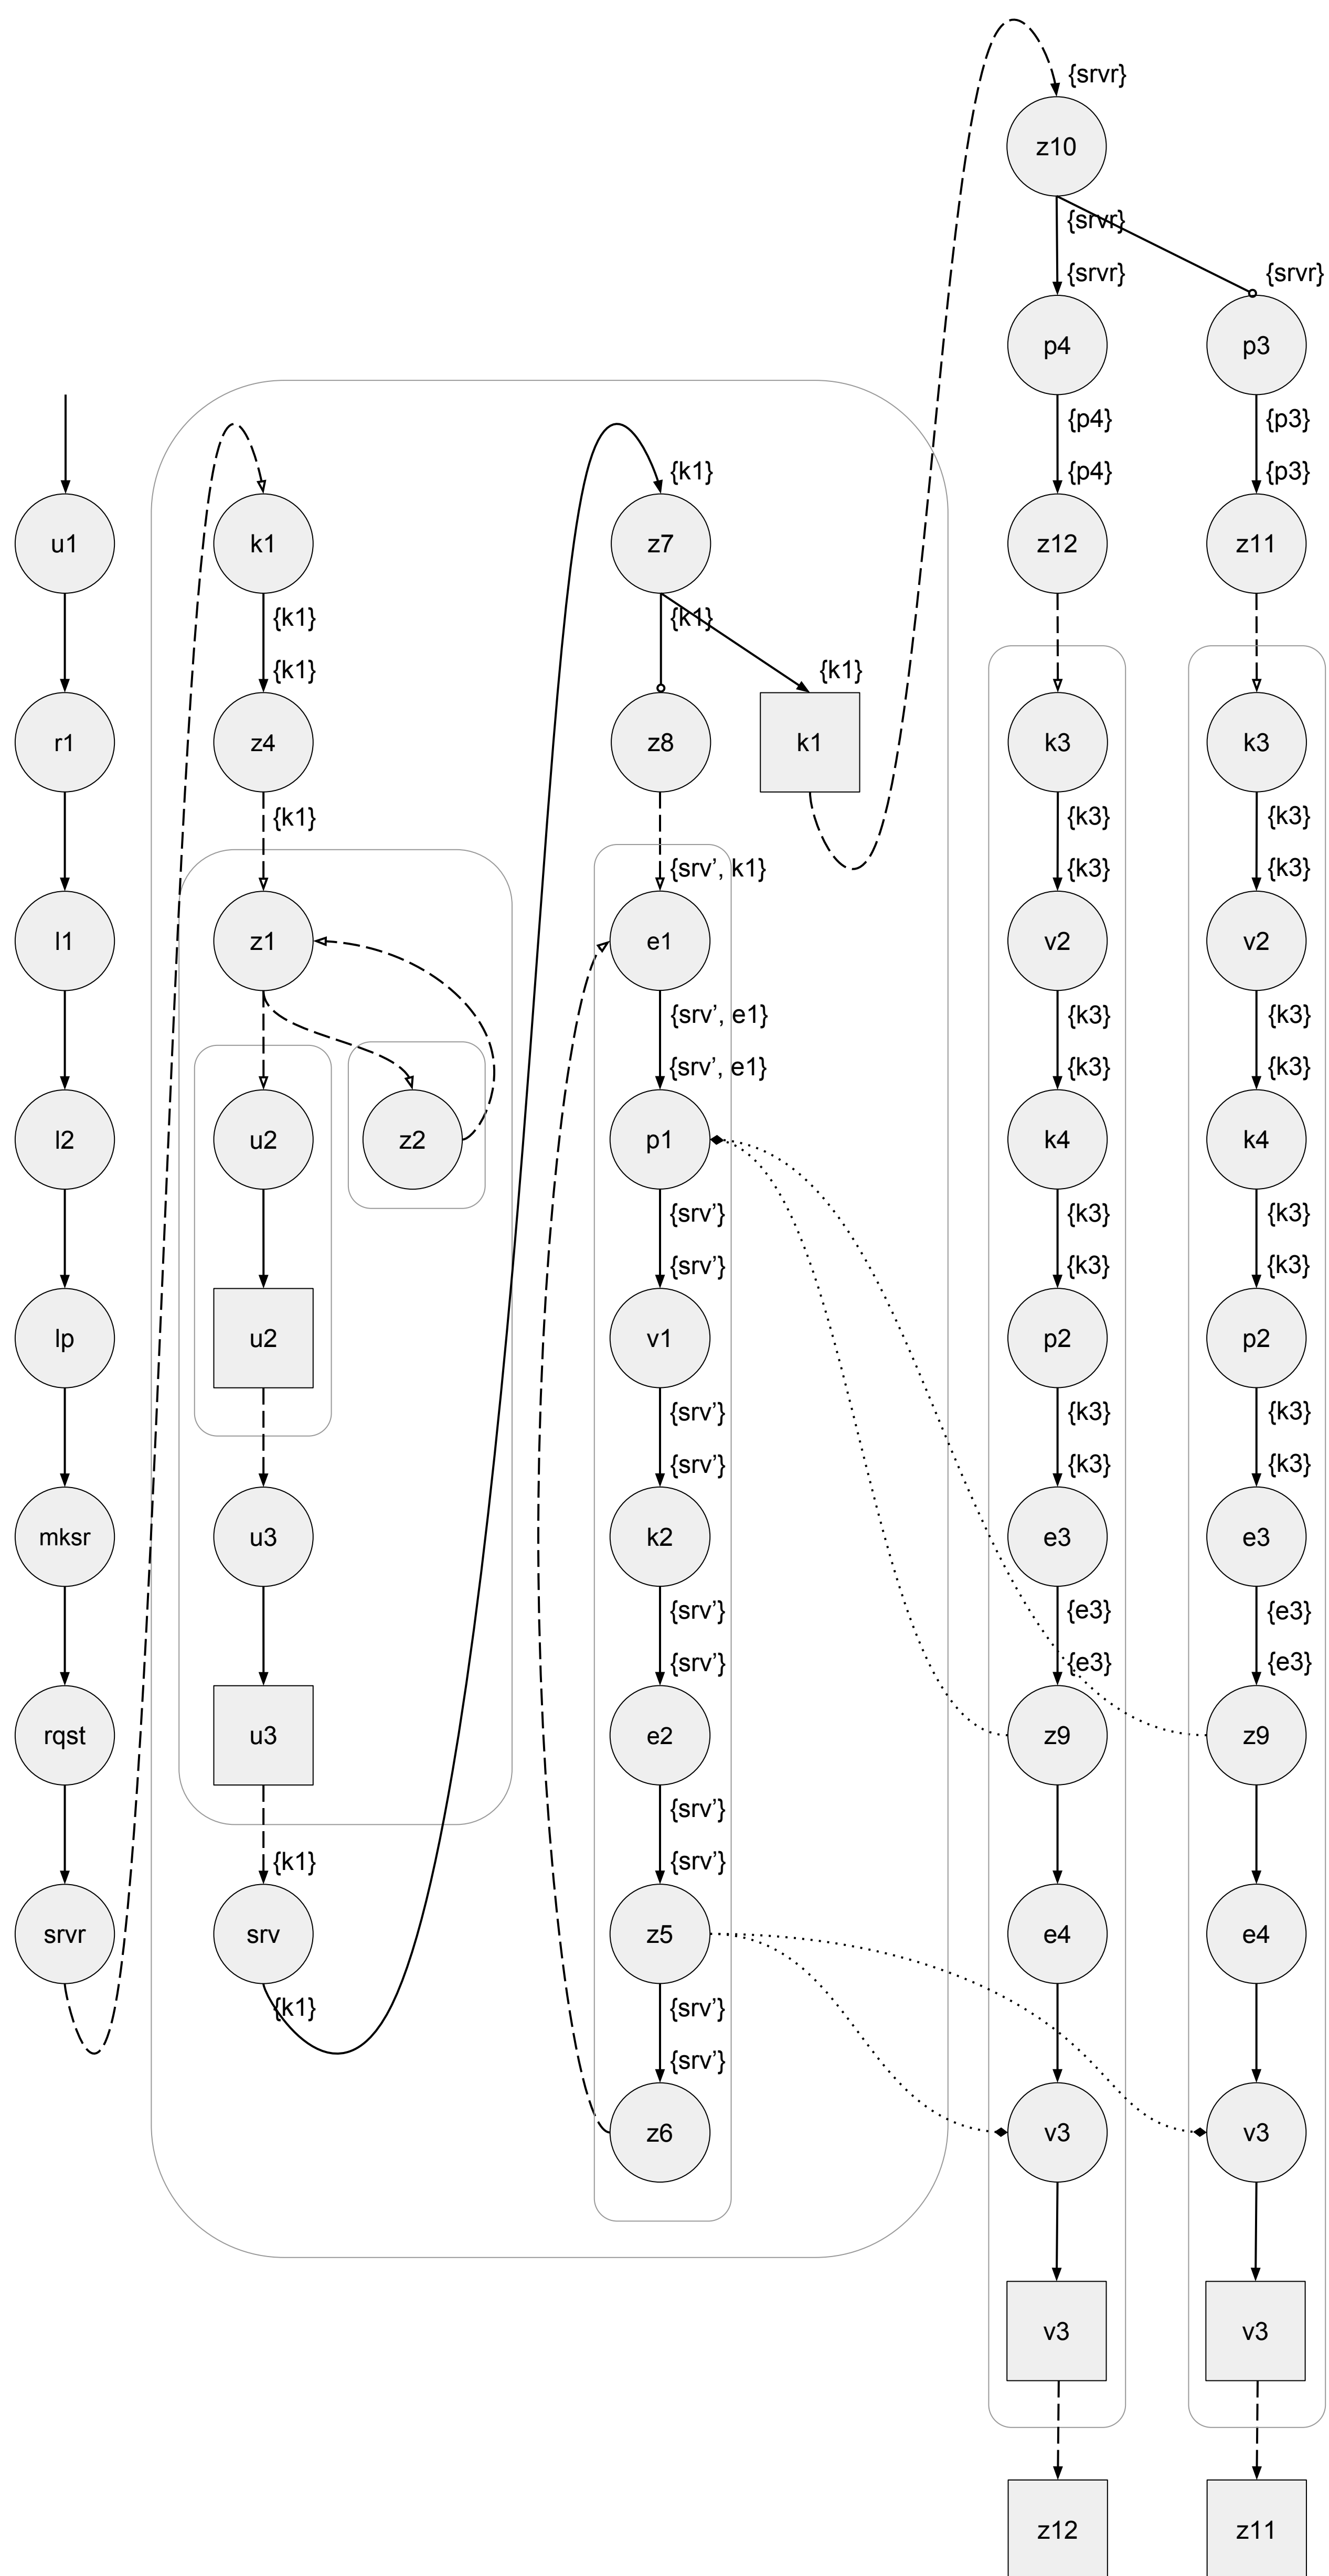 {srvr}
z10
{srvr}
{srvr}
{srvr}
p4
p3
{p4}
{p3}
{k1}
{p4}
{p3}
u1
k1
z7
z12
z11
{k1}
{k1}
{k1}
{k1}
r1
z4
z8
k1
k3
k3
{k1}
{k3}
{k3}
{srv’, k1}
{k3}
{k3}
l1
z1
e1
v2
v2
{srv’, e1}
{k3}
{k3}
{srv’, e1}
{k3}
{k3}
l2
u2
z2
p1
k4
k4
{srv’}
{k3}
{k3}
{srv’}
{k3}
{k3}
lp
u2
v1
p2
p2
{srv’}
{k3}
{k3}
{srv’}
{k3}
{k3}
mksr
u3
k2
e3
e3
{srv’}
{e3}
{e3}
{srv’}
{e3}
{e3}
rqst
u3
e2
z9
z9
{srv’}
{k1}
{srv’}
srvr
srv
z5
e4
e4
{k1}
{srv’}
{srv’}
z6
v3
v3
v3
v3
z12
z11